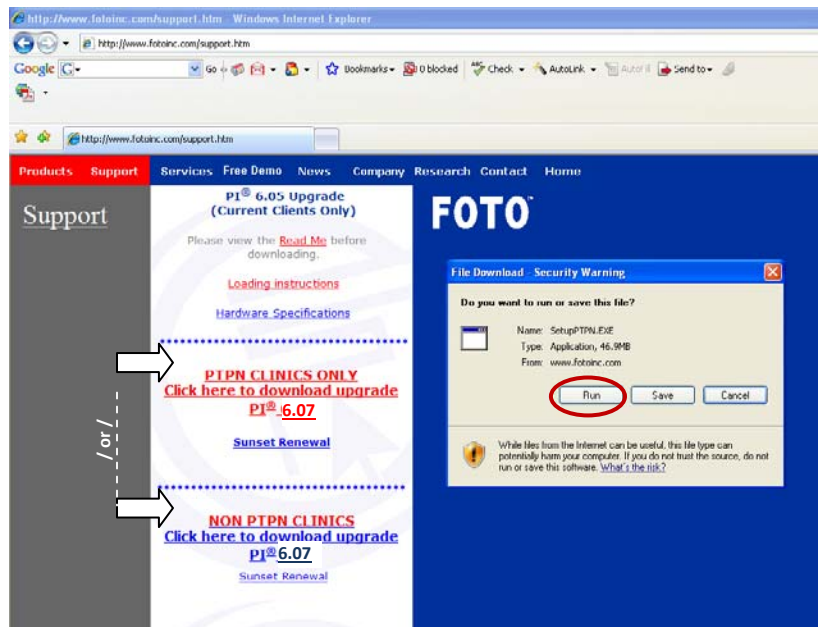 http://www.fotoinc.com/support.htm - Windows Internet Explorer
http://www.fotoinc.com/support.htm
Google G Go Bookmarks 0 blocked Check AutoLink AutoFill Send to
http://www.fotoinc.com/support.htm
Products Support Services Free Demo News Company Research Contact Home
Support
PI® 6.05 Upgrade
(Current Clients Only)
Please view the Read Me before
downloading.
Loading instructions
Hardware Specifications
PTPN CLINICS ONLY
Click here to download upgrade
PI® 6.07
Sunset Renewal
/ or /
NON PTPN CLINICS
Click here to download upgrade
PI® 6.07
Sunset Renewal
FOTO™
File Download - Security Warning
Do you want to run or save this file?
Name: SetupPTPN.EXE
Type: Application, 46.9MB
From: www.fotoinc.com
Run Save Cancel
While files from the Internet can be useful, this file type can
potentially harm your computer. If you do not trust the source, do not
run or save this software. What's the risk?